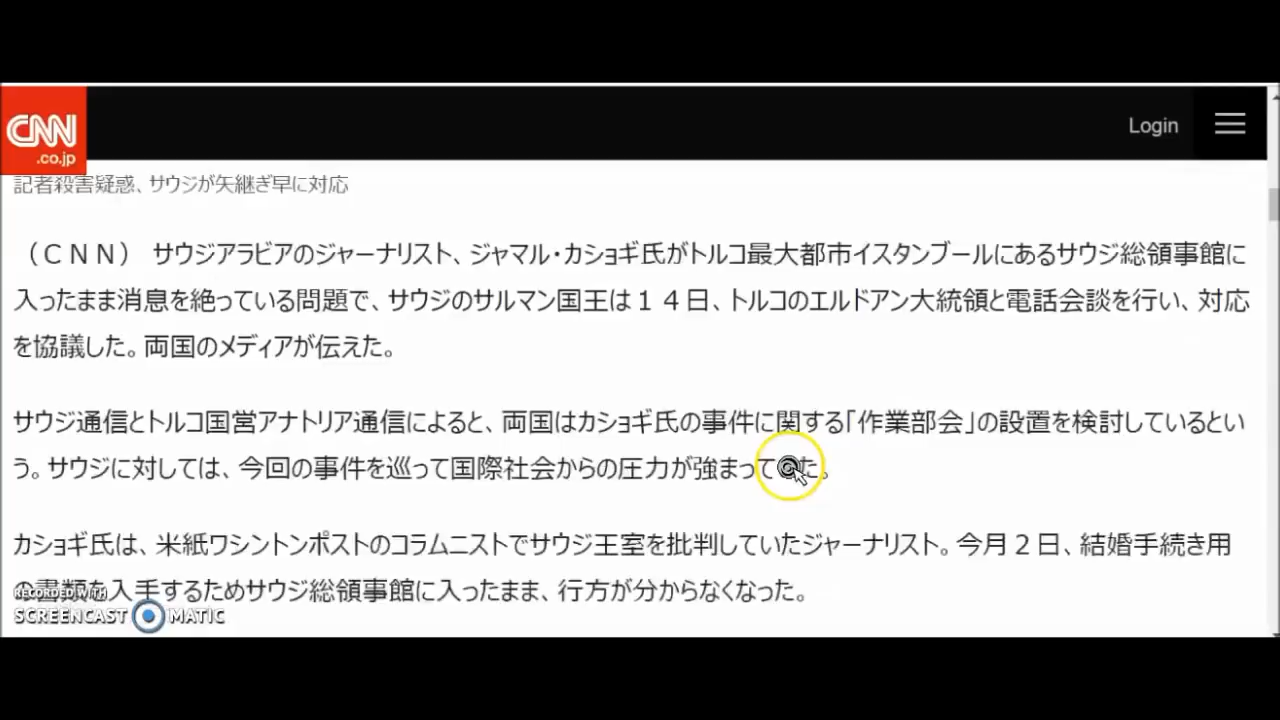 CNN
.co.jp
Login
記者殺害疑惑、サウジが矢継ぎ早に対応
（ＣＮＮ） サウジアラビアのジャーナリスト、ジャマル・カショギ氏がトルコ最大都市イスタンブールにあるサウジ総領事館に
入ったまま消息を絶っている問題で、サウジのサルマン国王は１４日、トルコのエルドアン大統領と電話会談を行い、対応
を協議した。両国のメディアが伝えた。
サウジ通信とトルコ国営アナトリア通信によると、両国はカショギ氏の事件に関する「作業部会」の設置を検討しているとい
う。サウジに対しては、今回の事件を巡って国際社会からの圧力が強まって た。
カショギ氏は、米紙ワシントンポストのコラムニストでサウジ王室を批判していたジャーナリスト。今月２日、結婚手続き用
の書類を入手するためサウジ総領事館に入ったまま、行方が分からなくなった。
RECORDED WITH
SCREENCAST MATIC